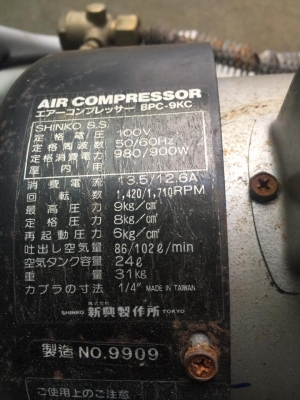 AIR COMPRESSOR
エアーコンプレッサー BPC-9KC
SHINKO S.S.
定格電圧 100V
定格周波数 50/60Hz
定格消費電力 980/900W
屋内用
消費電流 13.5/12.6A
回転数 1,420/1,710RPM
最高圧力 9kg/cm²
定格圧力 8kg/cm²
再起動圧力 6kg/cm²
吐出し空気量 86/102ℓ/min
空気タンク容量 24ℓ
重量 31kg
カプラの寸法 1/4" MADE IN TAIWAN
SHINKO 株式会社 新興製作所 TOKYO
製造 NO.9909
ご使用上のご注意